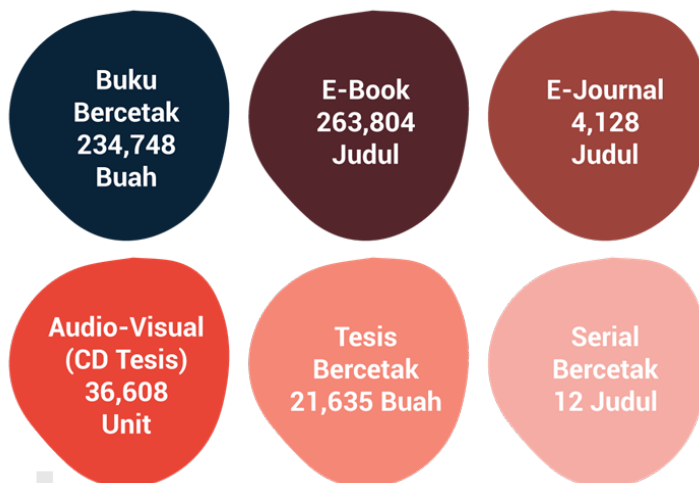 Buku
Bercetak
234,748
Buah
E-Book
263,804
Judul
E-Journal
4,128
Judul
Audio-Visual
(CD Tesis)
36,608
Unit
Tesis
Bercetak
21,635 Buah
Serial
Bercetak
12 Judul